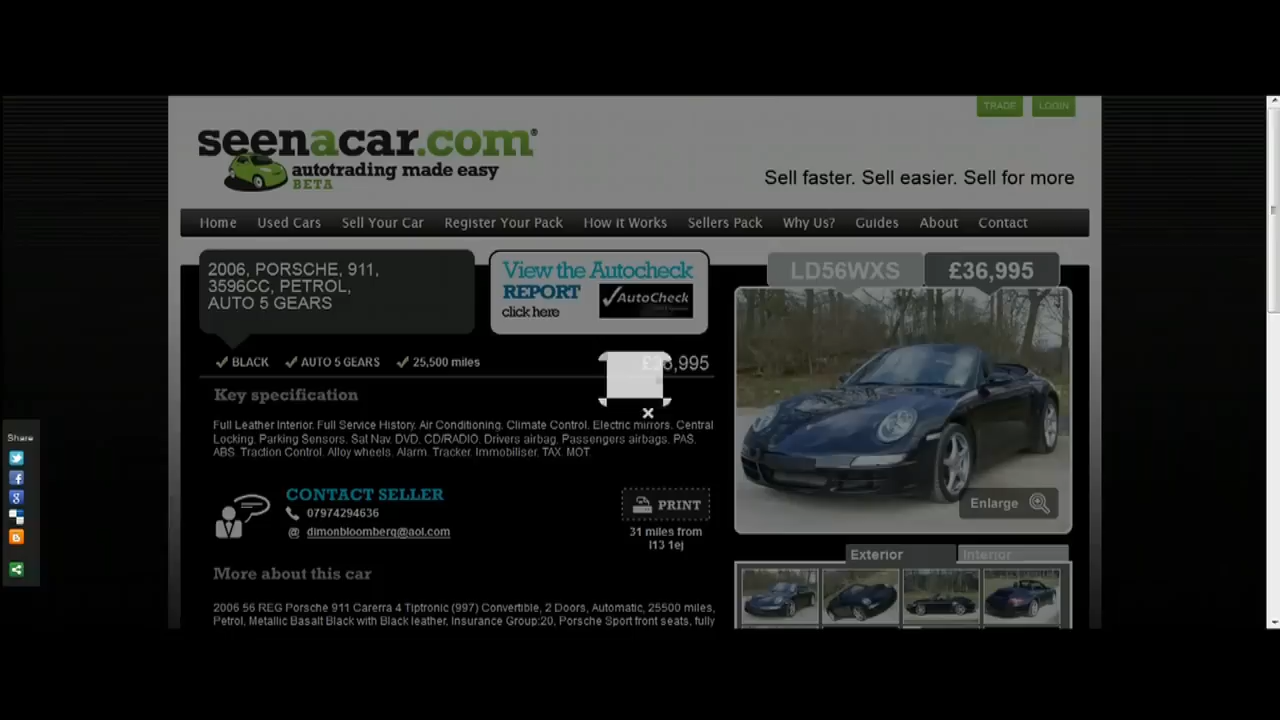 TRADE LOGIN
seenacar.com®
autotrading made easy
BETA
Sell faster. Sell easier. Sell for more
Home Used Cars Sell Your Car Register Your Pack How it Works Sellers Pack Why Us? Guides About Contact
2006, PORSCHE, 911,
3596CC, PETROL,
AUTO 5 GEARS
View the Autocheck
REPORT
click here
AutoCheck
LD56WXS £36,995
BLACK AUTO 5 GEARS 25,500 miles £36,995
Key specification
Full Leather Interior. Full Service History. Air Conditioning. Climate Control. Electric mirrors. Central
Locking. Parking Sensors. Sat Nav. DVD. CD/RADIO. Drivers airbag. Passengers airbags. PAS.
ABS. Traction Control. Alloy wheels. Alarm. Tracker. Immobiliser. TAX. MOT.
Share
CONTACT SELLER
07974294636
@ dimonbloomberg@aol.com
PRINT
31 miles from
l13 1ej
Enlarge
Exterior Interior
More about this car
2006 56 REG Porsche 911 Carerra 4 Tiptronic (997) Convertible, 2 Doors, Automatic, 25500 miles,
Petrol, Metallic Basalt Black with Black leather, Insurance Group:20, Porsche Sport front seats, fully